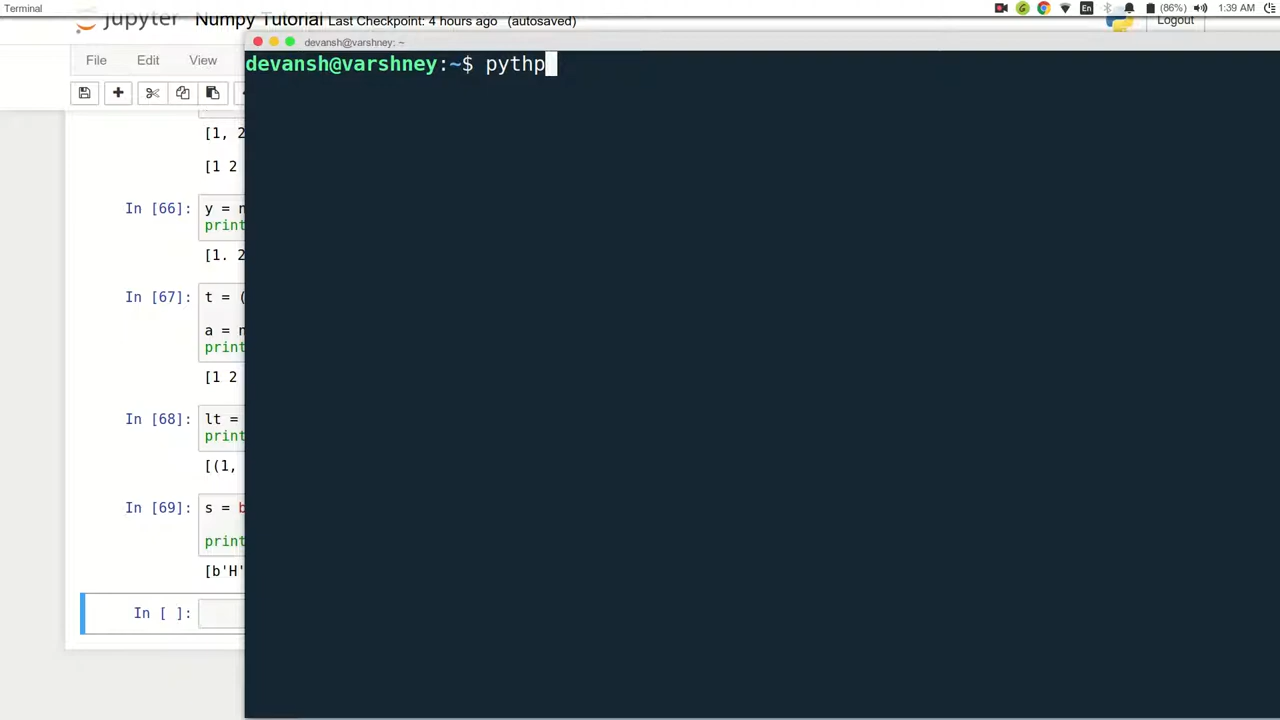 Terminal
En
(86%)
1:39 AM
jupyter Numpy Tutorial Last Checkpoint: 4 hours ago (autosaved)
Logout
devansh@varshney: ~
File Edit View
devansh@varshney:~$ pythp
[1, 2
[1 2
In [66]: y = n
print
[1. 2
In [67]: t = (
a = n
print
[1 2
In [68]: lt =
print
[(1,
In [69]: s = b
print
[b'H'
In [ ]: